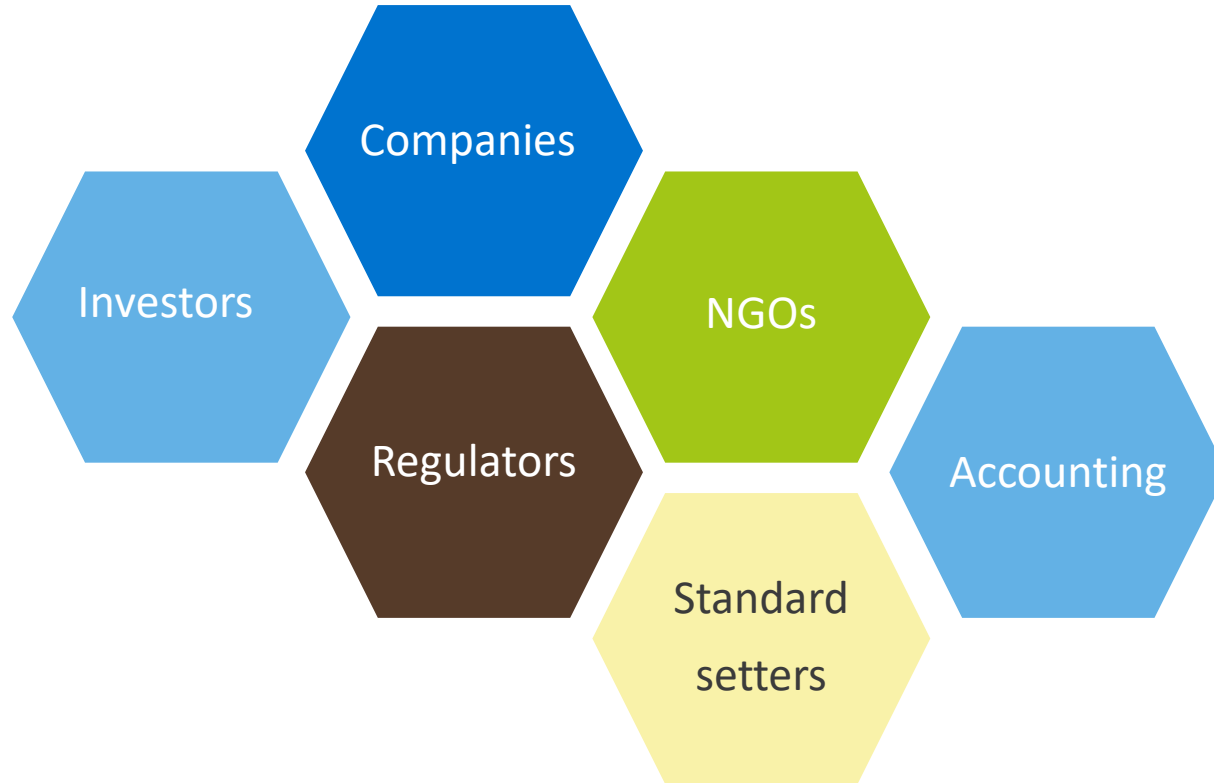 Companies
Investors
NGOs
Regulators
Accounting
Standard
setters